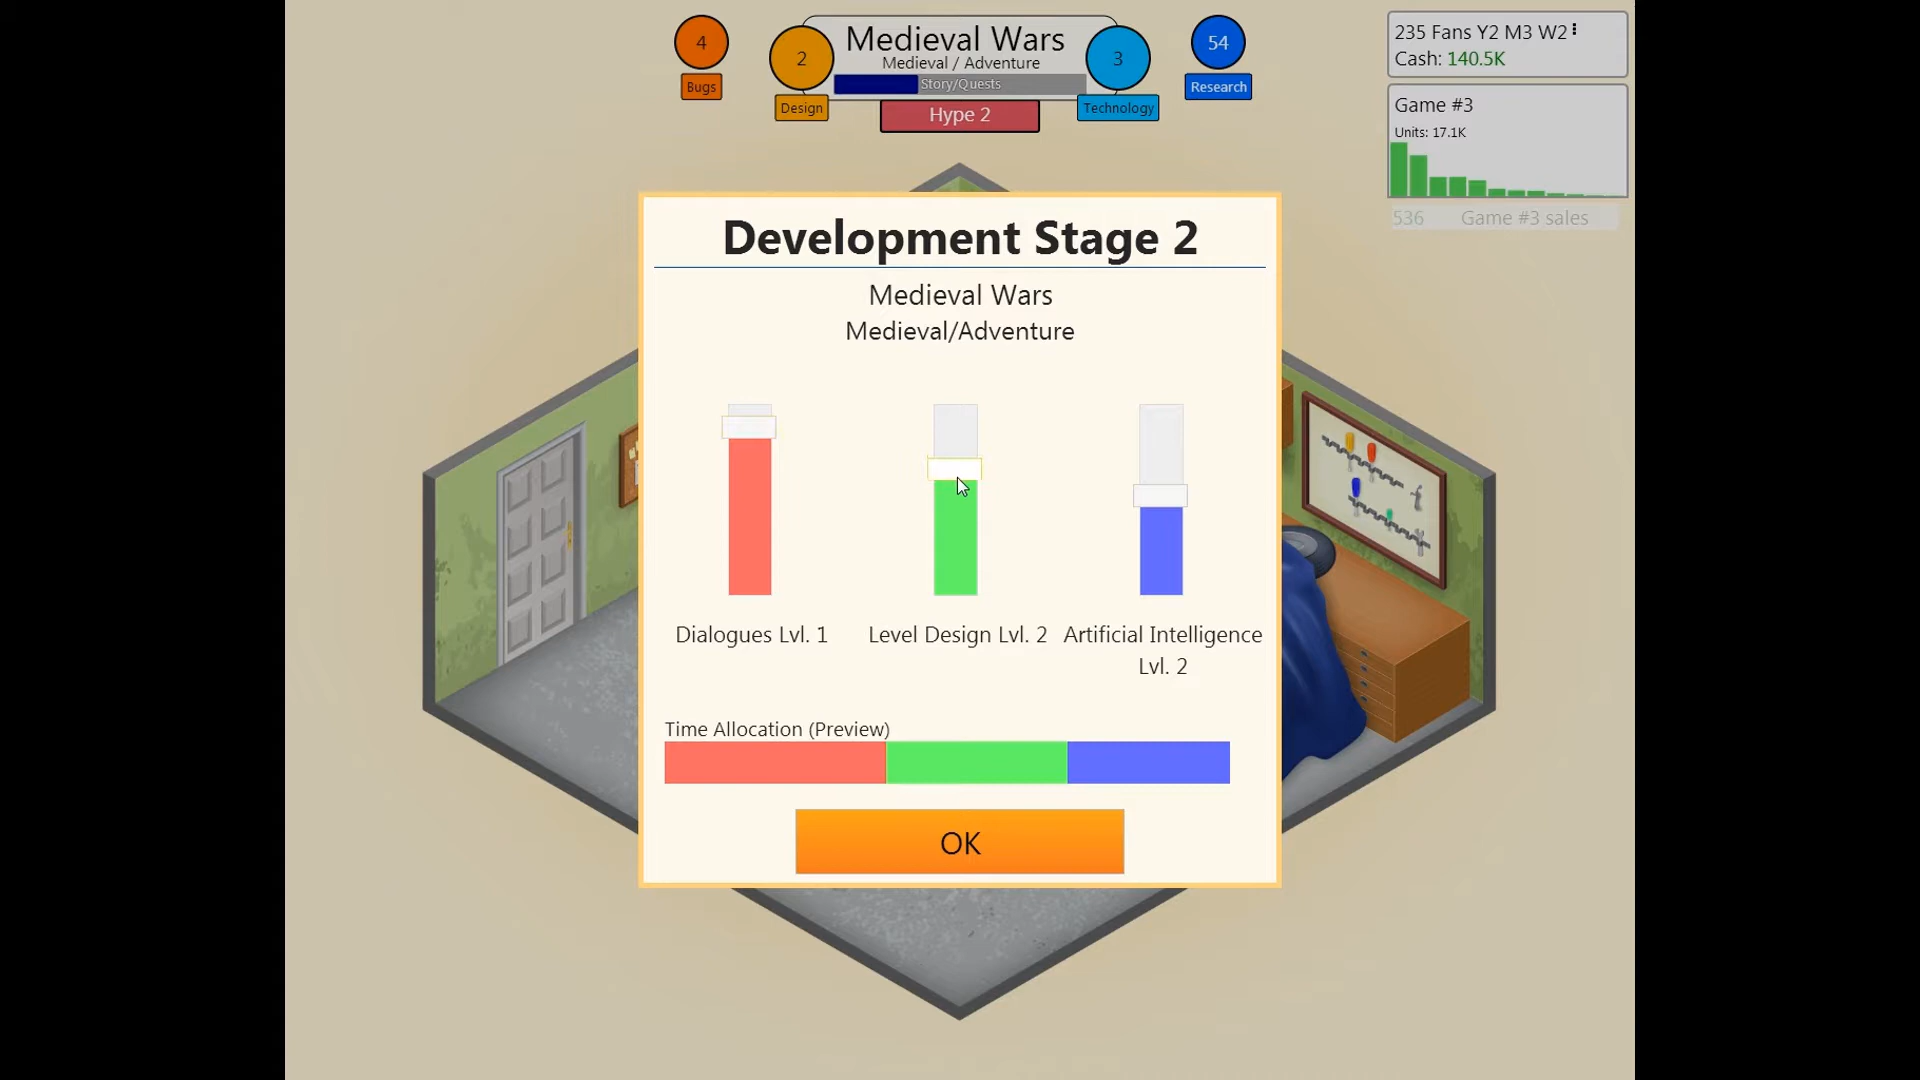 4
Bugs
2
Design
Medieval Wars
Medieval / Adventure
Story/Quests
Hype 2
3
Technology
54
Research
235 Fans Y2 M3 W2
Cash: 140.5K
Game #3
Units: 17.1K
536 Game #3 sales
Development Stage 2
Medieval Wars
Medieval/Adventure
Dialogues Lvl. 1
Level Design Lvl. 2
Artificial Intelligence
Lvl. 2
Time Allocation (Preview)
OK